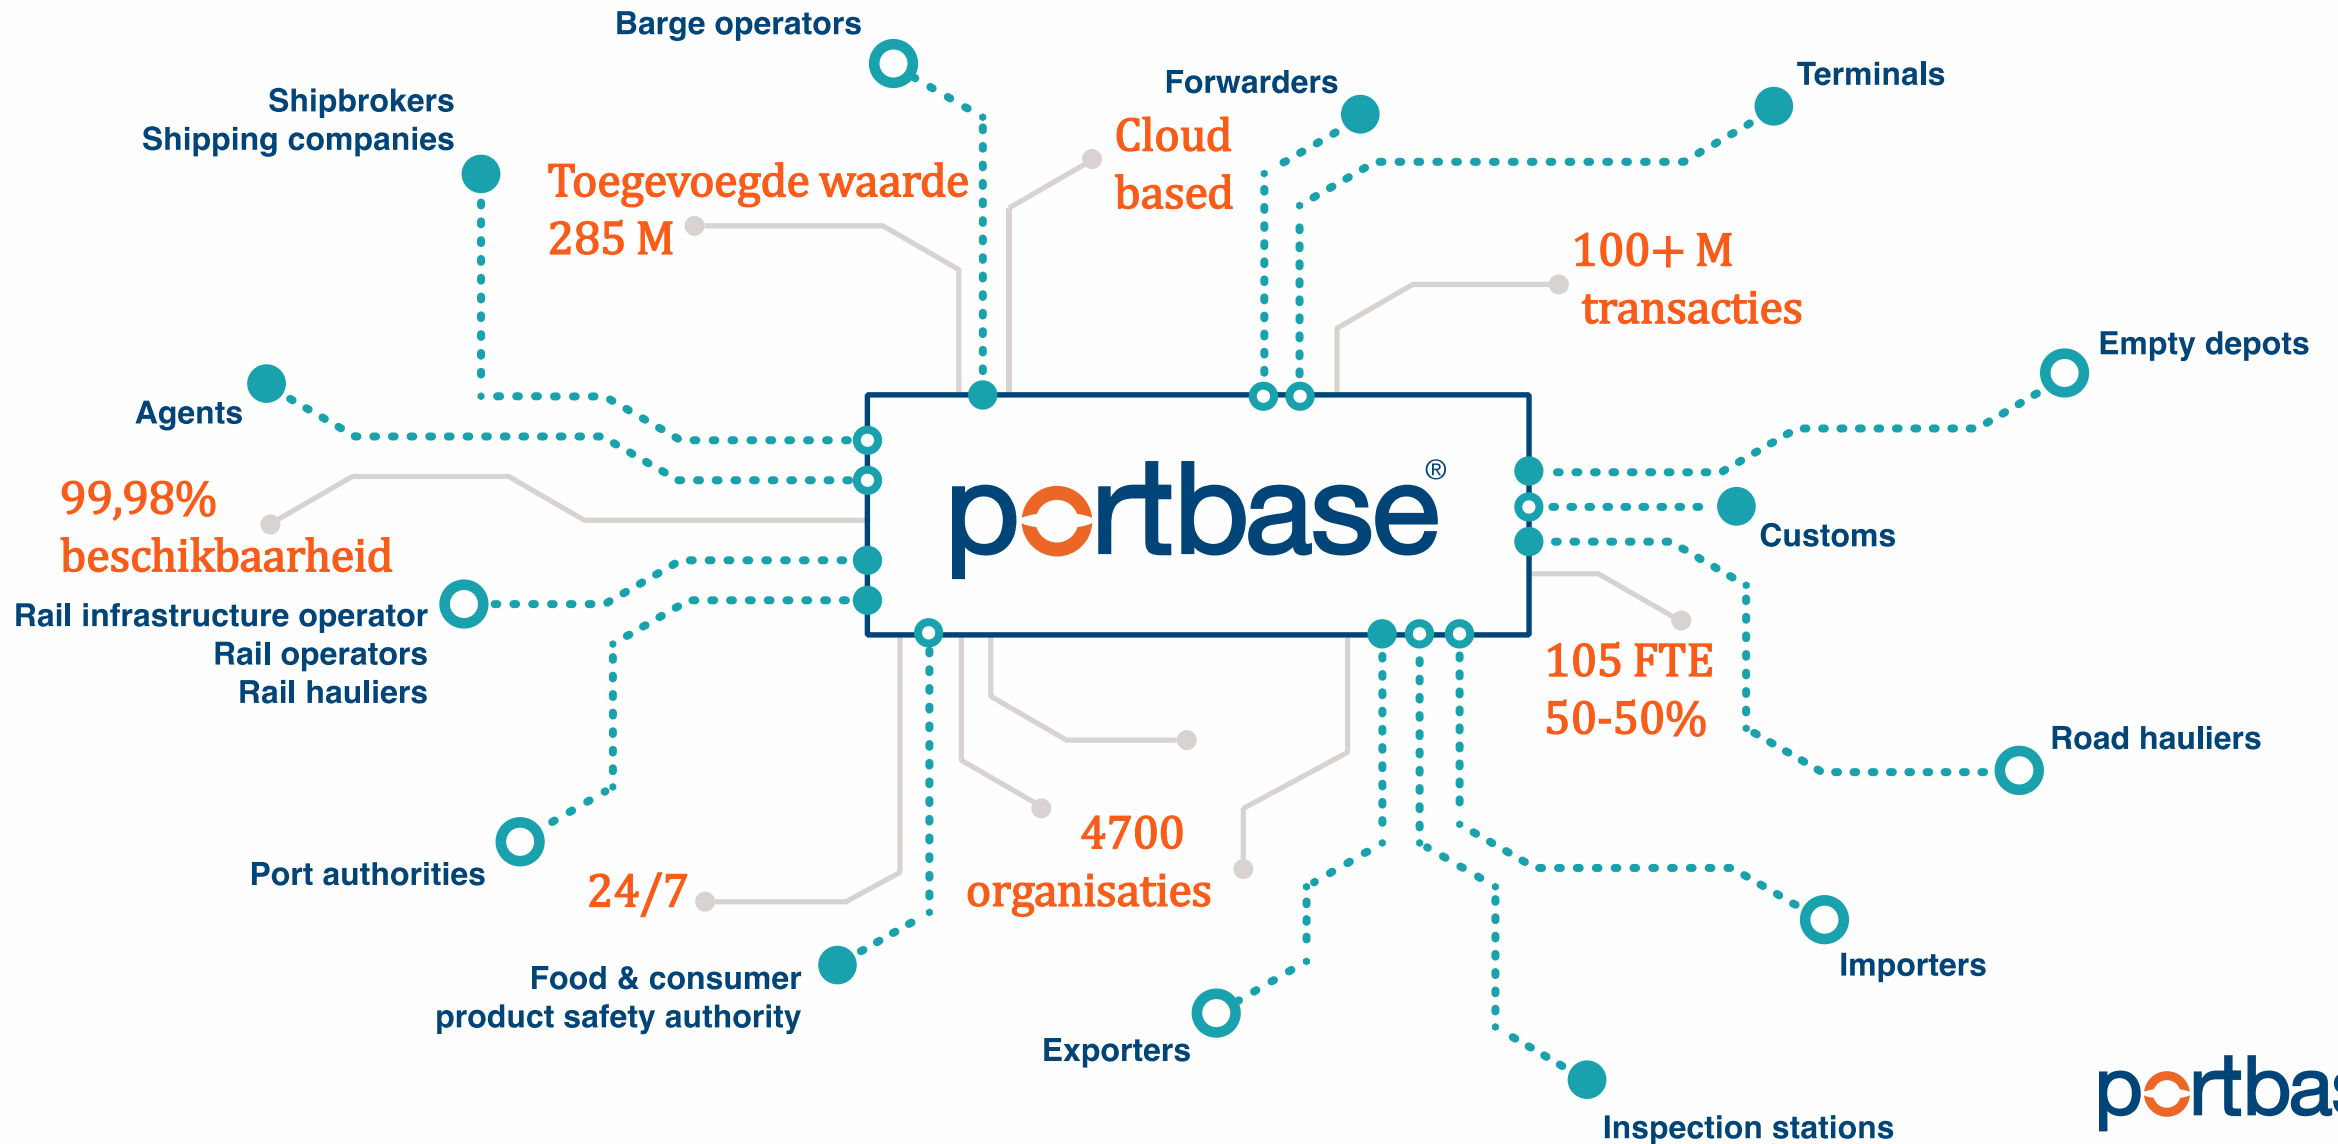 Barge operators
Forwarders
Terminals
Shipbrokers
Shipping companies
Cloud
based
Toegevoegde waarde
285 M
100+ M
transacties
Empty depots
Agents
99,98%
beschikbaarheid
portbase®
Customs
Rail infrastructure operator
Rail operators
Rail hauliers
105 FTE
50-50%
Road hauliers
4700
organisaties
Port authorities
24/7
Food & consumer
product safety authority
Importers
Exporters
Inspection stations
portbas